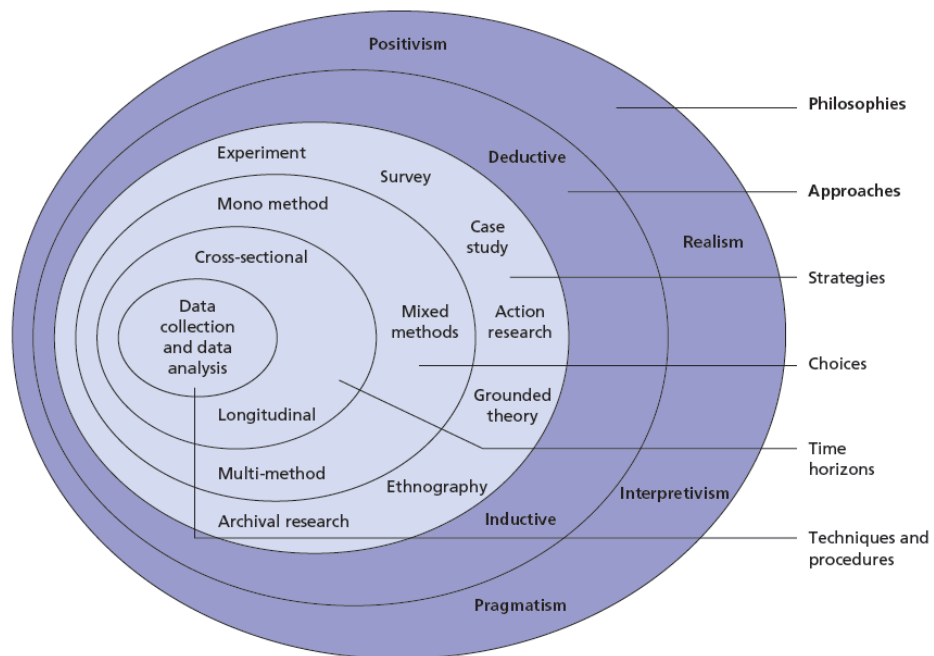 Positivism
Philosophies
Experiment
Deductive
Survey
Approaches
Mono method
Case
study
Realism
Cross-sectional
Strategies
Data
collection
and data
analysis
Mixed
methods
Action
research
Choices
Grounded
theory
Longitudinal
Time
horizons
Multi-method
Ethnography
Interpretivism
Archival research
Inductive
Techniques and
procedures
Pragmatism